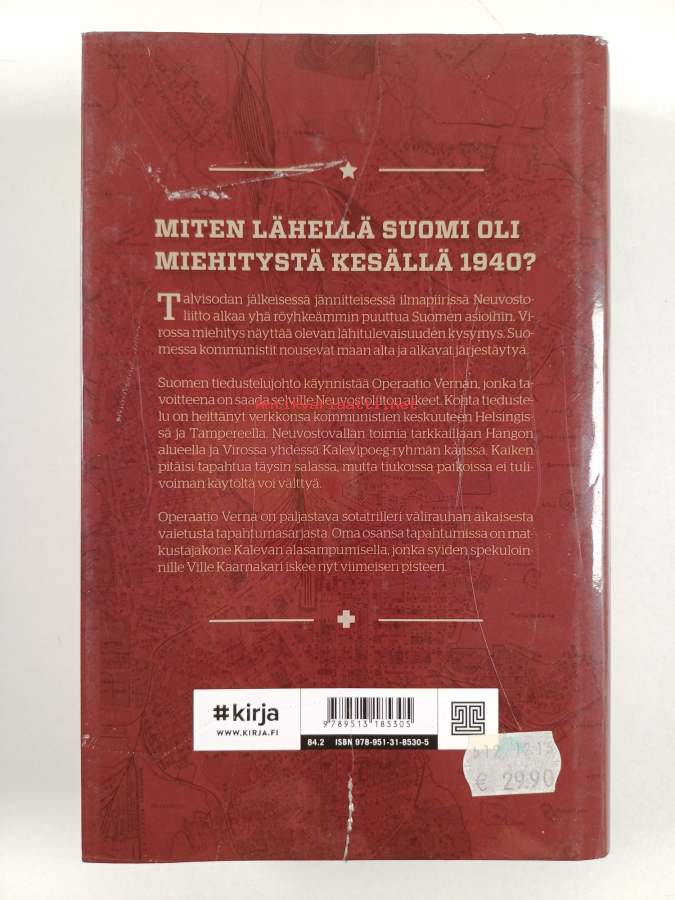 MITEN LÄHELLÄ SUOMI OLI
MIEHITYSTÄ KESÄLLÄ 1940?
Talvisodan jälkeisessä jännitteisessä ilmapiirissä Neuvosto-
liitto alkaa yhä röyhkeämmin puuttua Suomen asioihin. Vi-
rossa miehitys näyttää olevan lähitulevaisuuden kysymys. Suo-
messa kommunistit nousevat maan alta ja alkavat järjestäytyä.
Suomen tiedustelujohto käynnistää Operaatio Vernan, jonka ta-
voitteena on saada selville Neuvostoliiton aikeet. Kohta tiedus-
telu on heittänyt verkkonsa kommunistien keskuuteen Helsingis-
sä ja Tampereella. Neuvostovallan toimia tarkkaillaan Hangon
alueella ja Virossa yhdessä Kalevipoeg-ryhmän kanssa. Kaiken
pitäisi tapahtua täysin salassa, mutta tiukoissa paikoissa ei tuli-
voiman käytöltä voi välttyä.
Operaatio Verna on paljastava sotatrilleri välirauhan aikaisesta
vaietusta tapahtumasarjasta. Oma osansa tapahtumissa on mat-
kustajakone Kalevan alasampumisella, jonka syiden spekuloin-
nille Ville Kaarnakari iskee nyt viimeisen pisteen.
Antikvariaatti.net
#kirja
WWW.KIRJA.FI
9789513185305
84.2 ISBN 978-951-31-8530-5
€ 29.90